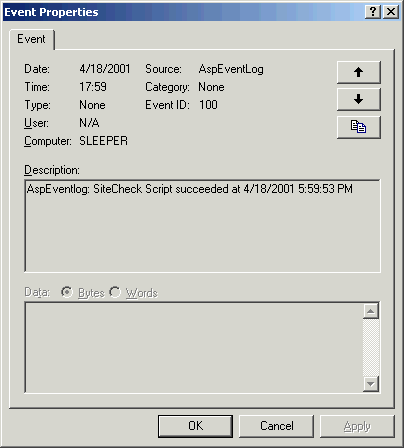 Event Properties
Event
Date: 4/18/2001 Source: AspEventLog
Time: 17:59 Category: None
Type: None Event ID: 100
User: N/A
Computer: SLEEPER
Description:
AspEventlog: SiteCheck Script succeeded at 4/18/2001 5:59:53 PM
Data: Bytes Words
OK Cancel Apply